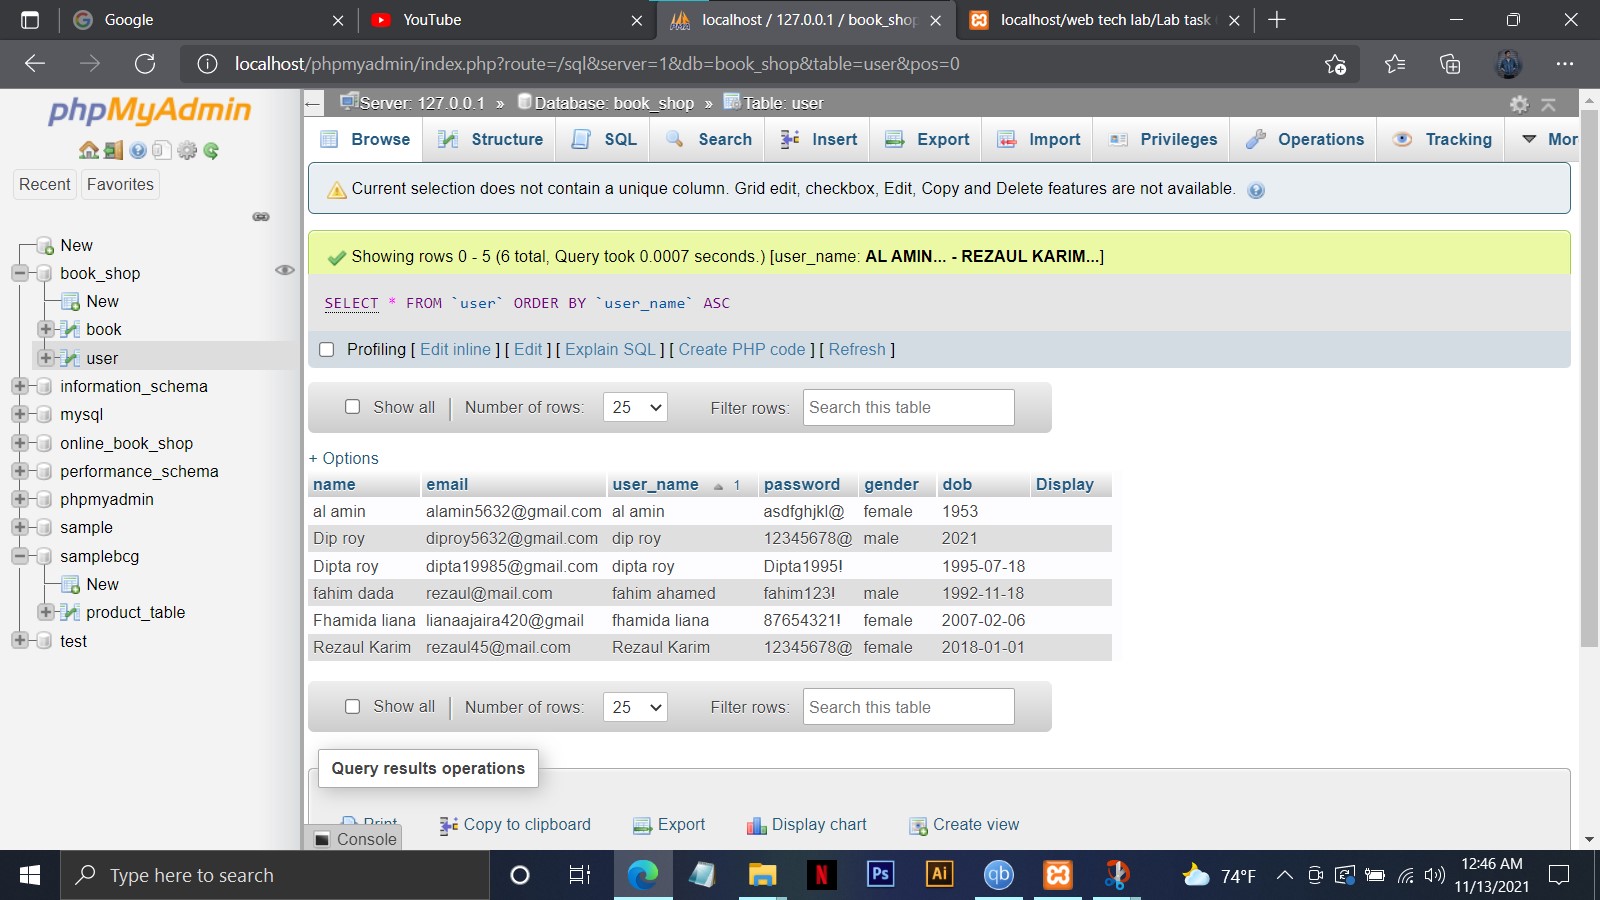 Google
YouTube
localhost / 127.0.0.1 / book_shop
localhost/web tech lab/Lab task
localhost/phpmyadmin/index.php?route=/sql&server=1&db=book_shop&table=user&pos=0
phpMyAdmin
Recent Favorites
New
book_shop
New
book
user
information_schema
mysql
online_book_shop
performance_schema
phpmyadmin
sample
samplebcg
New
product_table
test
Server: 127.0.0.1 » Database: book_shop » Table: user
Browse Structure SQL Search Insert Export Import Privileges Operations Tracking Mor
Current selection does not contain a unique column. Grid edit, checkbox, Edit, Copy and Delete features are not available.
Showing rows 0 - 5 (6 total, Query took 0.0007 seconds.) [user_name: AL AMIN... - REZAUL KARIM...]
SELECT * FROM `user` ORDER BY `user_name` ASC
Profiling [ Edit inline ] [ Edit ] [ Explain SQL ] [ Create PHP code ] [ Refresh ]
Show all | Number of rows: 25 Filter rows: Search this table
+ Options
name email user_name 1 password gender dob Display
al amin alamin5632@gmail.com al amin asdfghjkl@ female 1953
Dip roy diproy5632@gmail.com dip roy 12345678@ male 2021
Dipta roy dipta19985@gmail.com dipta roy Dipta1995! 1995-07-18
fahim dada rezaul@mail.com fahim ahamed fahim123! male 1992-11-18
Fhamida liana lianaajaira420@gmail fhamida liana 87654321! female 2007-02-06
Rezaul Karim rezaul45@mail.com Rezaul Karim 12345678@ female 2018-01-01
Show all | Number of rows: 25 Filter rows: Search this table
Query results operations
Print Copy to clipboard Export Display chart Create view
Console
Type here to search
N
Ps
Ai
qb
74°F
12:46 AM
11/13/2021